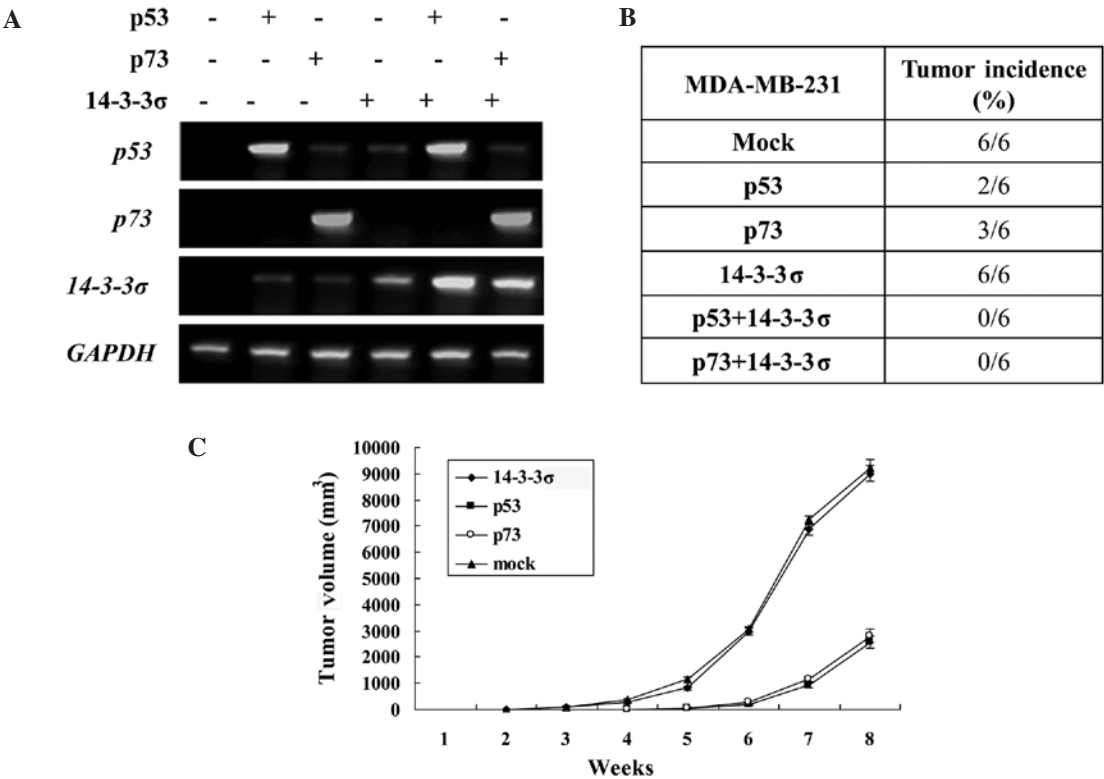 A
p53 - + - - + -
p73 - - + - - +
14-3-3σ - - - + + +
p53
p73
14-3-3σ
GAPDH
B
MDA-MB-231 Tumor incidence (%)
Mock 6/6
p53 2/6
p73 3/6
14-3-3σ 6/6
p53+14-3-3σ 0/6
p73+14-3-3σ 0/6
C
Tumor volume (mm3)
10000
9000
8000
7000
6000
5000
4000
3000
2000
1000
0
14-3-3σ
p53
p73
mock
1 2 3 4 5 6 7 8
Weeks